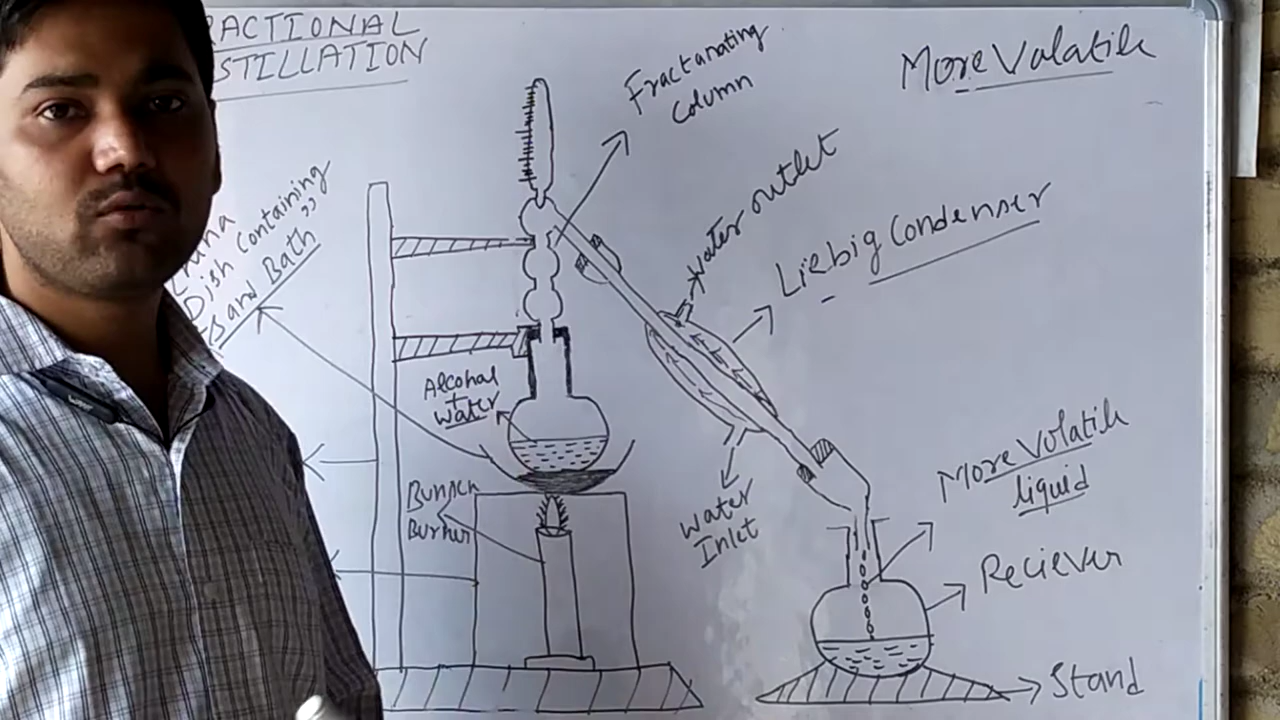 RACTIONAL
STILLATION
More Volatile
Fractanating
Column
water outlet
Liebig Condenser
Dish Containing
Sand Bath"
Alcohal
+
water
Bunsen
Burner
Water
Inlet
More Volatile
liquid
Reciever
Stand